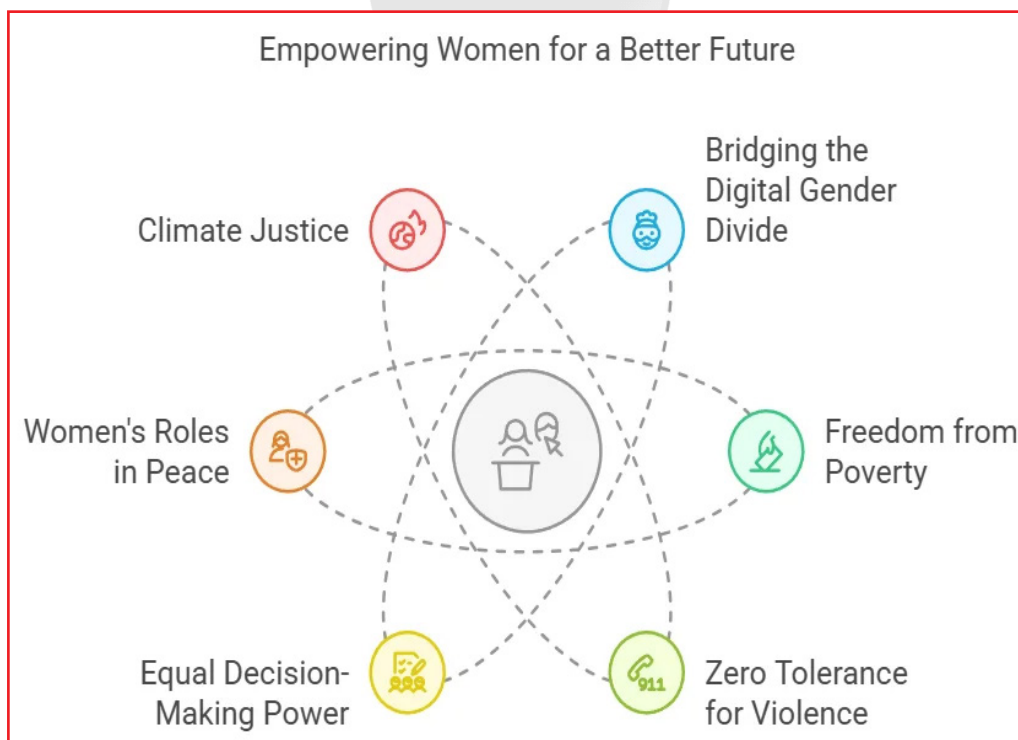 Empowering Women for a Better Future
Bridging the
Digital Gender
Divide
Climate Justice
Women's Roles
in Peace
Freedom from
Poverty
Equal Decision-
Making Power
911
Zero Tolerance
for Violence